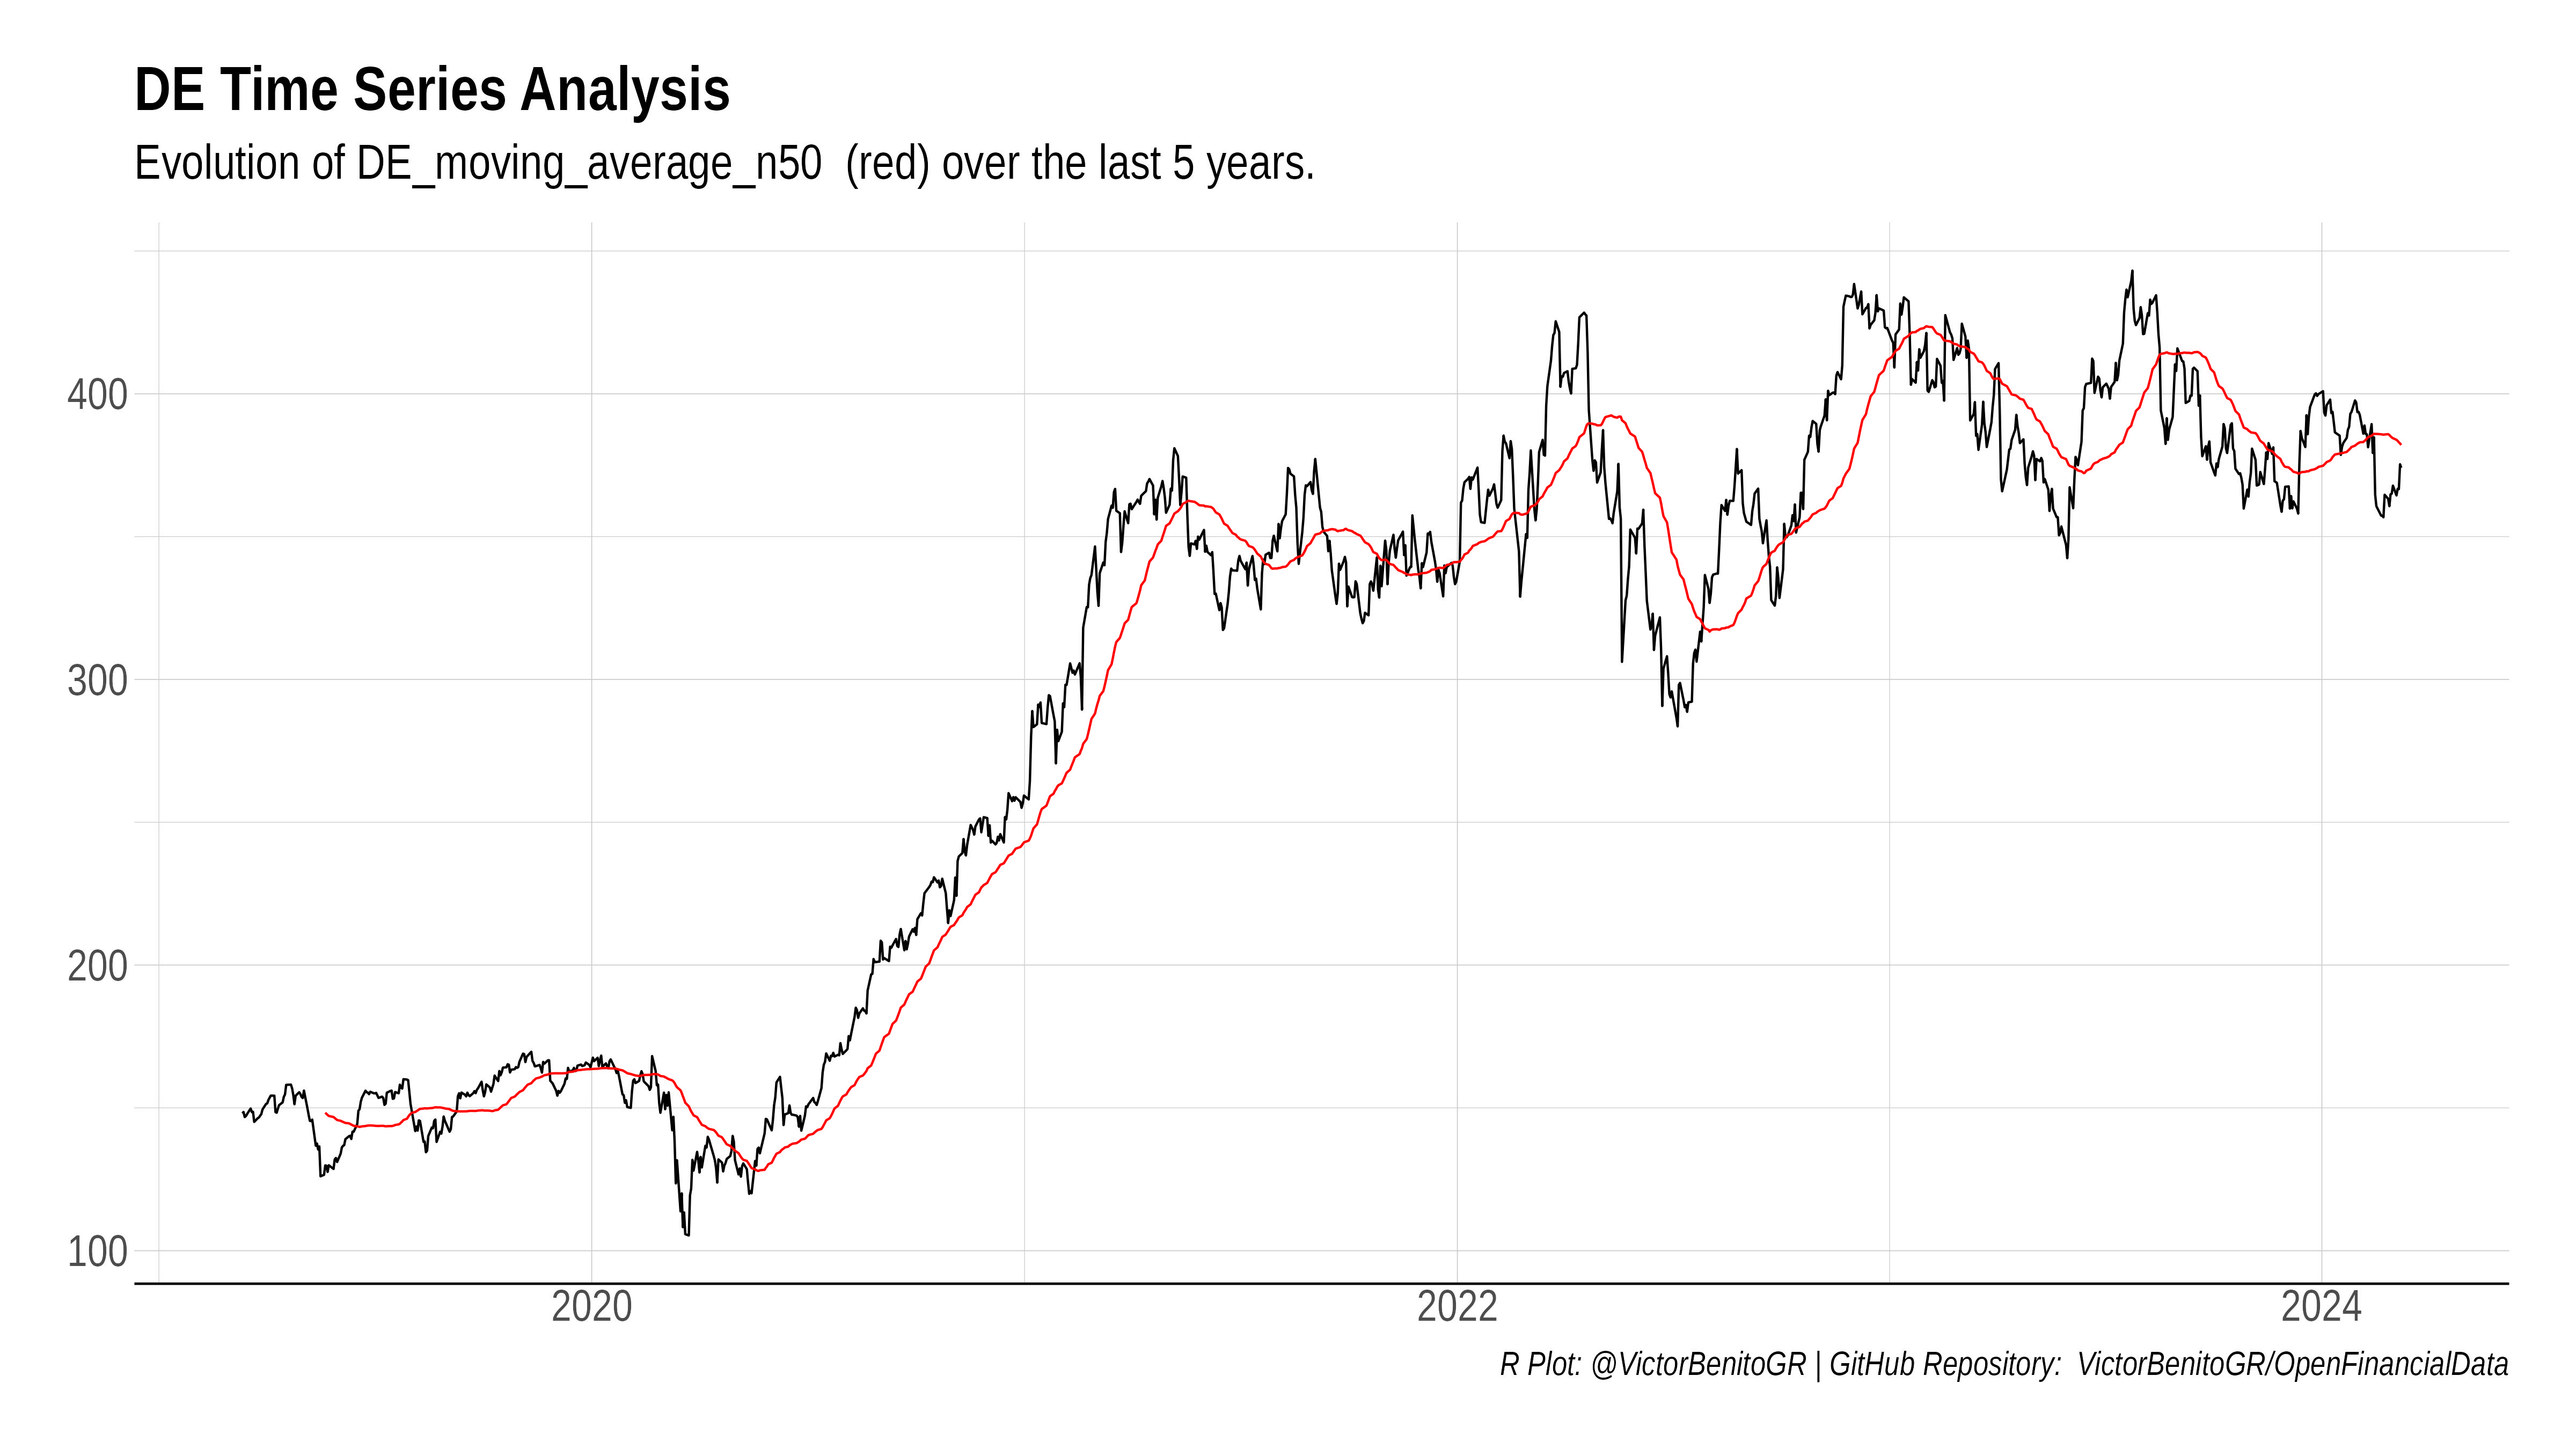 DE Time Series Analysis
Evolution of DE_moving_average_n50  (red) over the last 5 years.
400
300
200
100
2020 2022 2024
R Plot: @VictorBenitoGR | GitHub Repository:  VictorBenitoGR/OpenFinancialData